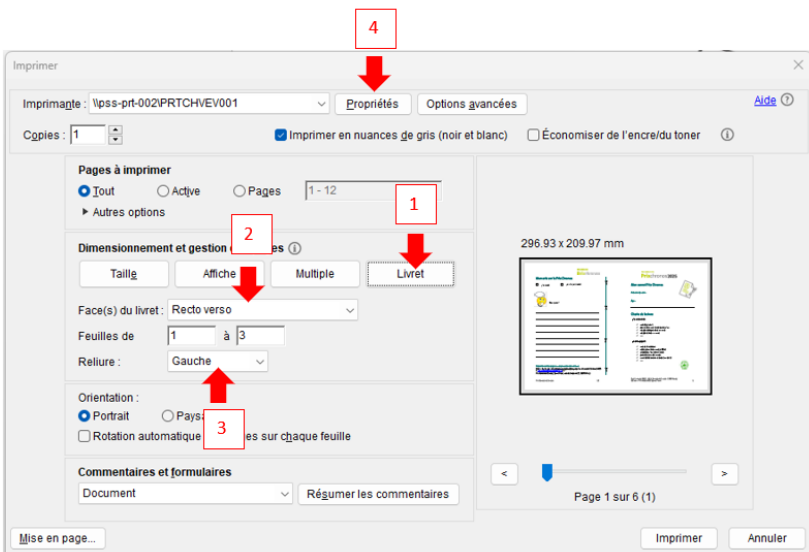 4
Imprimer
Imprimante : \\pss-prt-002\PRTCHVEV001 Propriétés Options avancées Aide
Copies : 1 Imprimer en nuances de gris (noir et blanc) Économiser de l'encre/du toner
Pages à imprimer
Tout Active Pages 1 - 12
Autres options
1
2
Dimensionnement et gestion es
Taille Affiche Multiple Livret
296.93 x 209.97 mm
Face(s) du livret : Recto verso
Feuilles de 1 à 3
Reliure : Gauche
Orientation :
Portrait Pays
3
Rotation automatique es sur chaque feuille
Commentaires et formulaires
Document Résumer les commentaires
< >
Page 1 sur 6 (1)
Mise en page... Imprimer Annuler